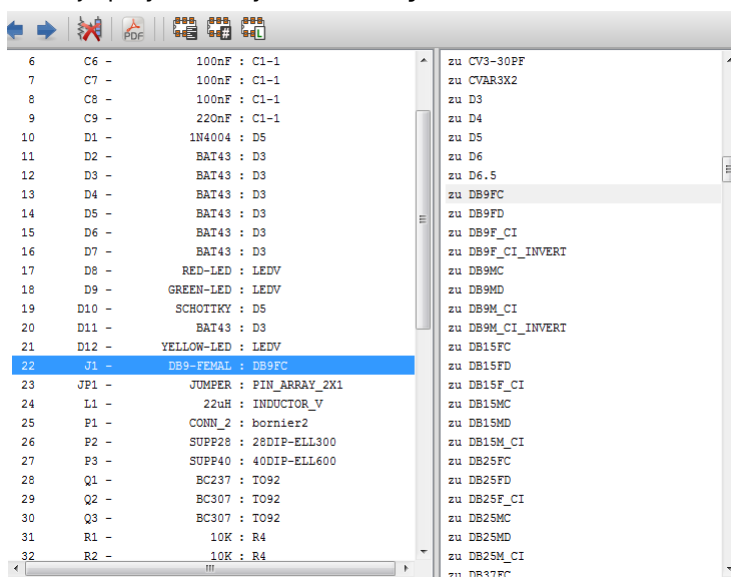 PDF
6 C6 - 100nF : C1-1
7 C7 - 100nF : C1-1
8 C8 - 100nF : C1-1
9 C9 - 220nF : C1-1
10 D1 - 1N4004 : D5
11 D2 - BAT43 : D3
12 D3 - BAT43 : D3
13 D4 - BAT43 : D3
14 D5 - BAT43 : D3
15 D6 - BAT43 : D3
16 D7 - BAT43 : D3
17 D8 - RED-LED : LEDV
18 D9 - GREEN-LED : LEDV
19 D10 - SCHOTTKY : D5
20 D11 - BAT43 : D3
21 D12 - YELLOW-LED : LEDV
22 J1 - DB9-FEMAL : DB9FC
23 JP1 - JUMPER : PIN_ARRAY_2X1
24 L1 - 22uH : INDUCTOR_V
25 P1 - CONN_2 : bornier2
26 P2 - SUPP28 : 28DIP-ELL300
27 P3 - SUPP40 : 40DIP-ELL600
28 Q1 - BC237 : TO92
29 Q2 - BC307 : TO92
30 Q3 - BC307 : TO92
31 R1 - 10K : R4
32 R2 - 10K : R4
zu CV3-30PF
zu CVAR3X2
zu D3
zu D4
zu D5
zu D6
zu D6.5
zu DB9FC
zu DB9FD
zu DB9F_CI
zu DB9F_CI_INVERT
zu DB9MC
zu DB9MD
zu DB9M_CI
zu DB9M_CI_INVERT
zu DB15FC
zu DB15FD
zu DB15F_CI
zu DB15MC
zu DB15MD
zu DB15M_CI
zu DB25FC
zu DB25FD
zu DB25F_CI
zu DB25MC
zu DB25MD
zu DB25M_CI
zu DB37FC